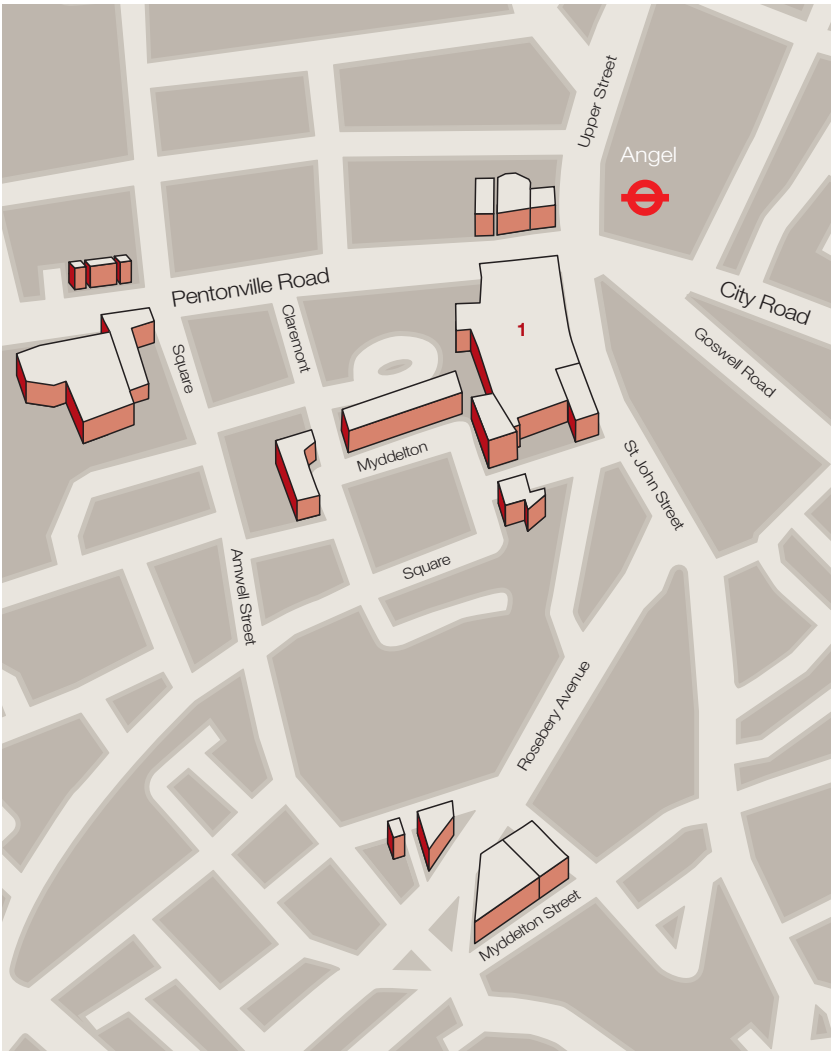 Upper Street
Angel
Pentonville Road
City Road
Claremont
Square
1
Goswell Road
Myddelton
St John Street
Square
Amwell Street
Rosebery Avenue
Myddelton Street